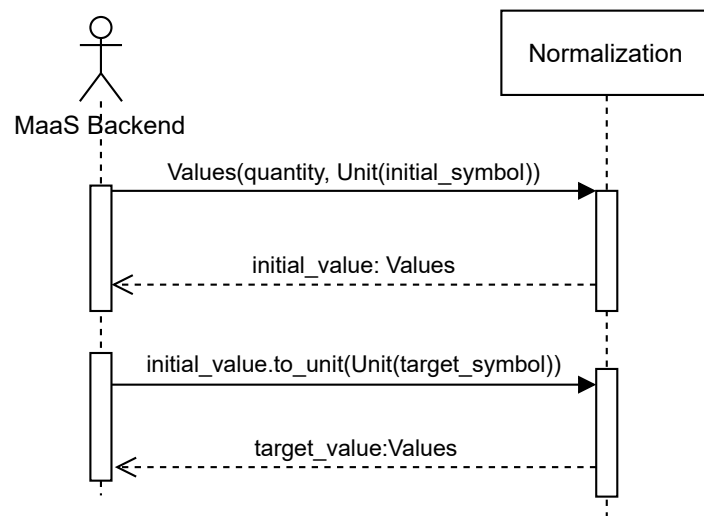 Normalization
MaaS Backend
Values(quantity, Unit(initial_symbol))
initial_value: Values
initial_value.to_unit(Unit(target_symbol))
target_value:Values